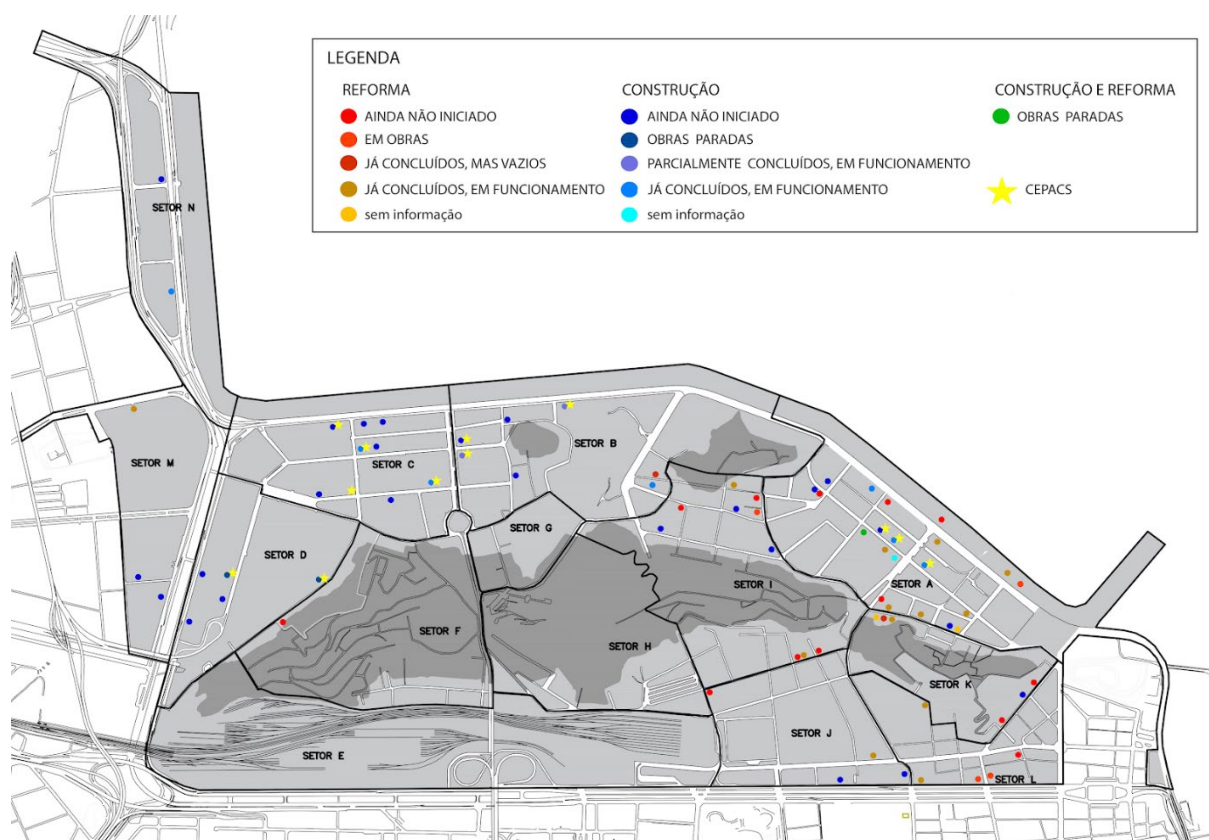 LEGENDA
REFORMA
AINDA NÃO INICIADO
EM OBRAS
JÁ CONCLUÍDOS, MAS VAZIOS
JÁ CONCLUÍDOS, EM FUNCIONAMENTO
sem informação
CONSTRUÇÃO
AINDA NÃO INICIADO
OBRAS PARADAS
PARCIALMENTE CONCLUÍDOS, EM FUNCIONAMENTO
JÁ CONCLUÍDOS, EM FUNCIONAMENTO
sem informação
CONSTRUÇÃO E REFORMA
OBRAS PARADAS
CEPACS
SETOR N
SETOR B
SETOR M
SETOR C
SETOR G
SETOR D
SETOR I
SETOR A
SETOR F
SETOR H
SETOR K
SETOR J
SETOR E
SETOR L